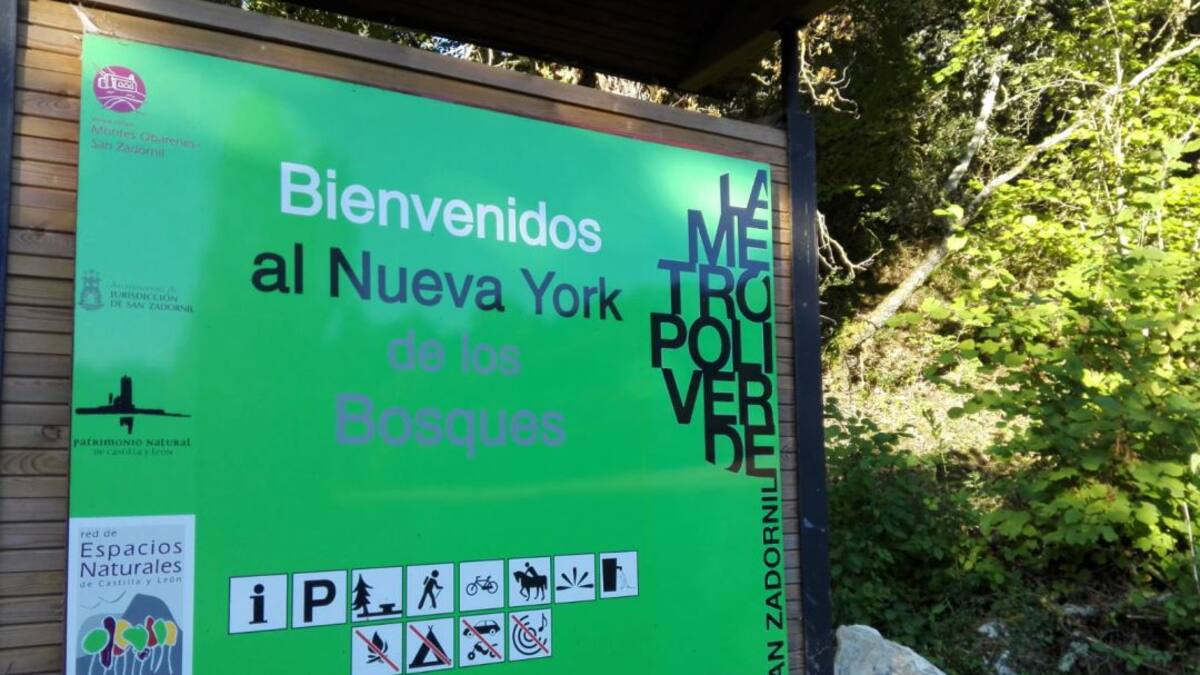 Montes Obarenes-
San Zadornil
Bienvenidos
al Nueva York
de los
Bosques
LA
ME
TRO
POLI
VER
DE
SAN ZADORNIL
JURISDICCIÓN
DE SAN ZADORNIL
PATRIMONIO NATURAL
DE CASTILLA Y LEÓN
red de
Espacios
Naturales
de Castilla y León
i
P